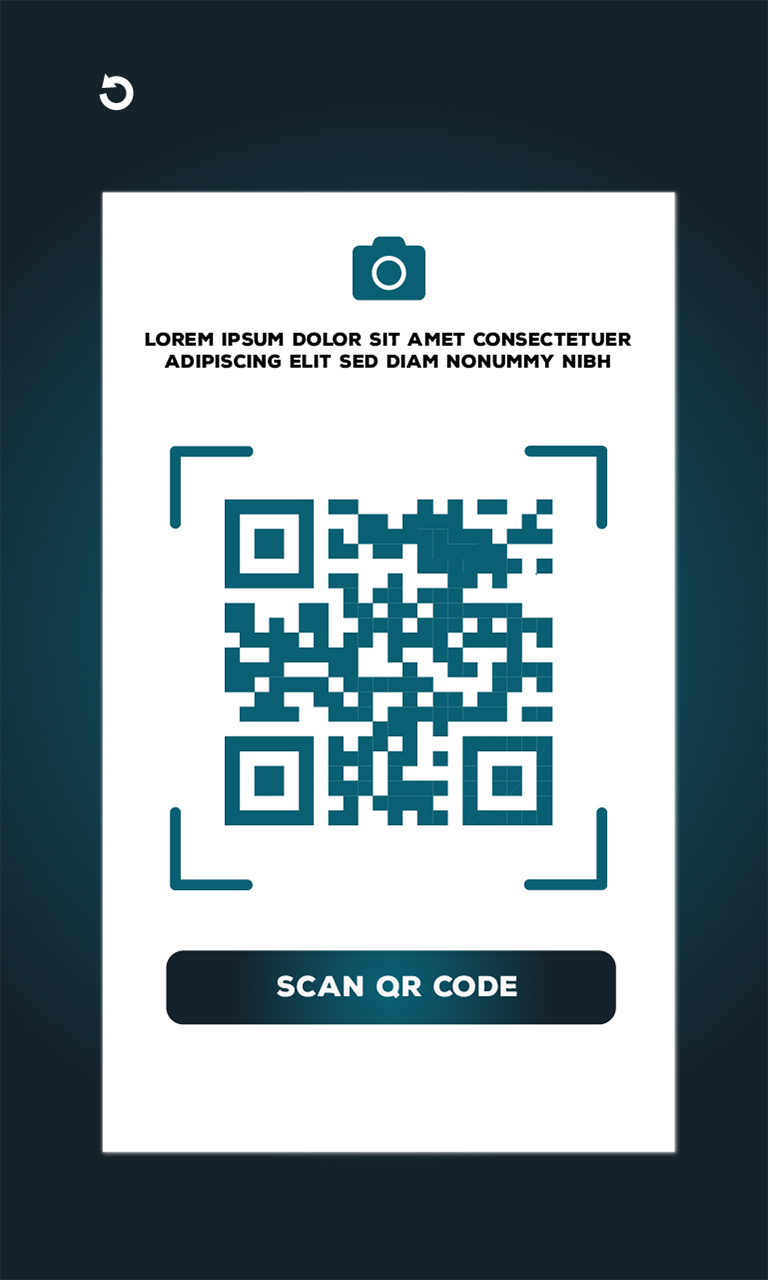 LOREM IPSUM DOLOR SIT AMET CONSECTETUER
ADIPISCING ELIT SED DIAM NONUMMY NIBH
SCAN QR CODE